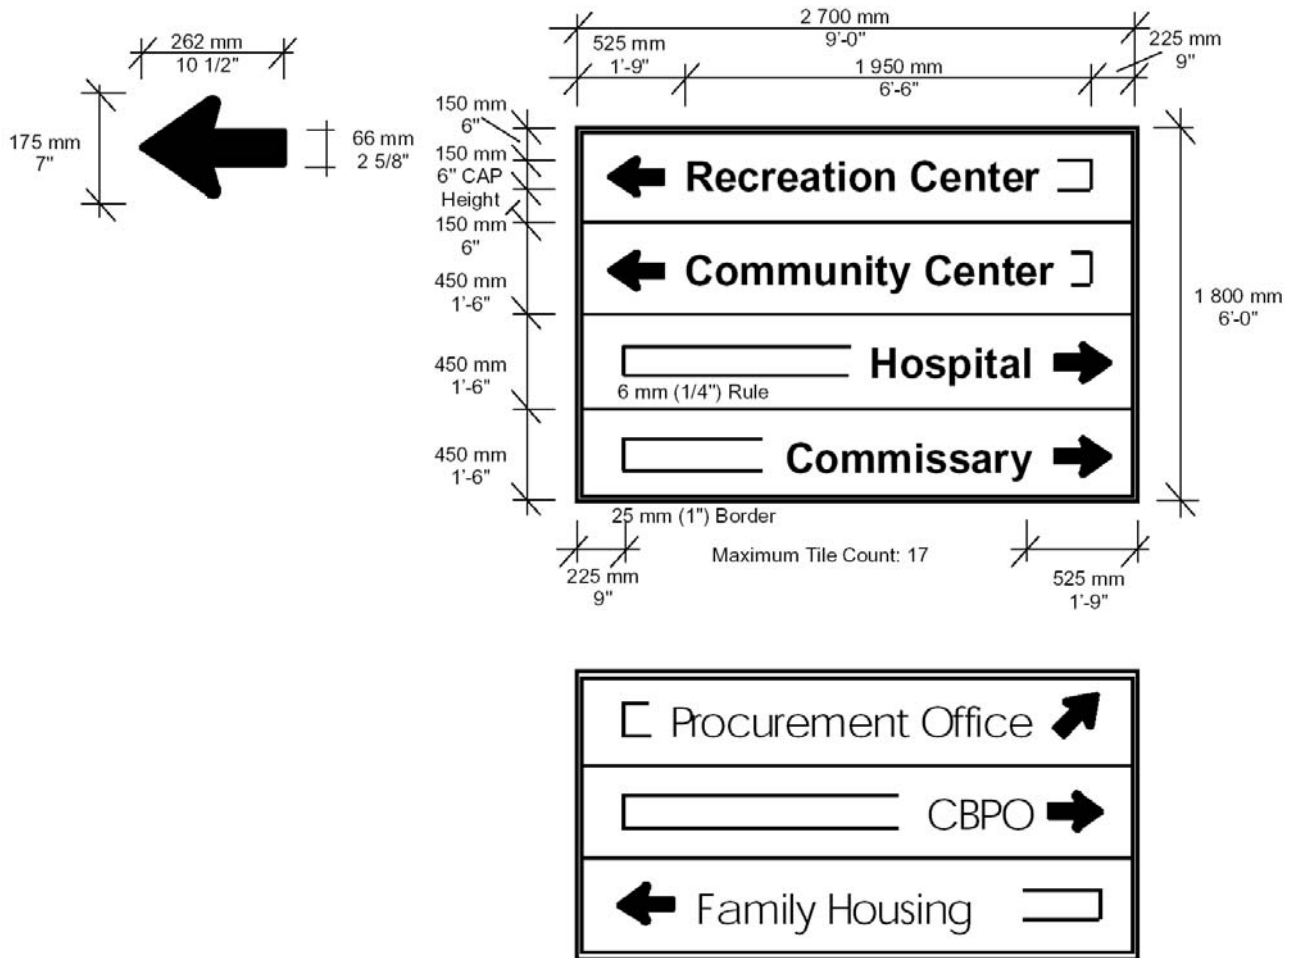 262 mm
10 1/2"
175 mm
7"
66 mm
2 5/8"
2 700 mm
9'-0"
525 mm
1'-9"
1 950 mm
6'-6"
225 mm
9"
150 mm
6"
150 mm
6" CAP
Height
150 mm
6"
450 mm
1'-6"
450 mm
1'-6"
450 mm
1'-6"
Recreation Center
Community Center
Hospital
6 mm (1/4") Rule
Commissary
1 800 mm
6'-0"
25 mm (1") Border
Maximum Tile Count: 17
225 mm
9"
525 mm
1'-9"
Procurement Office
CBPO
Family Housing